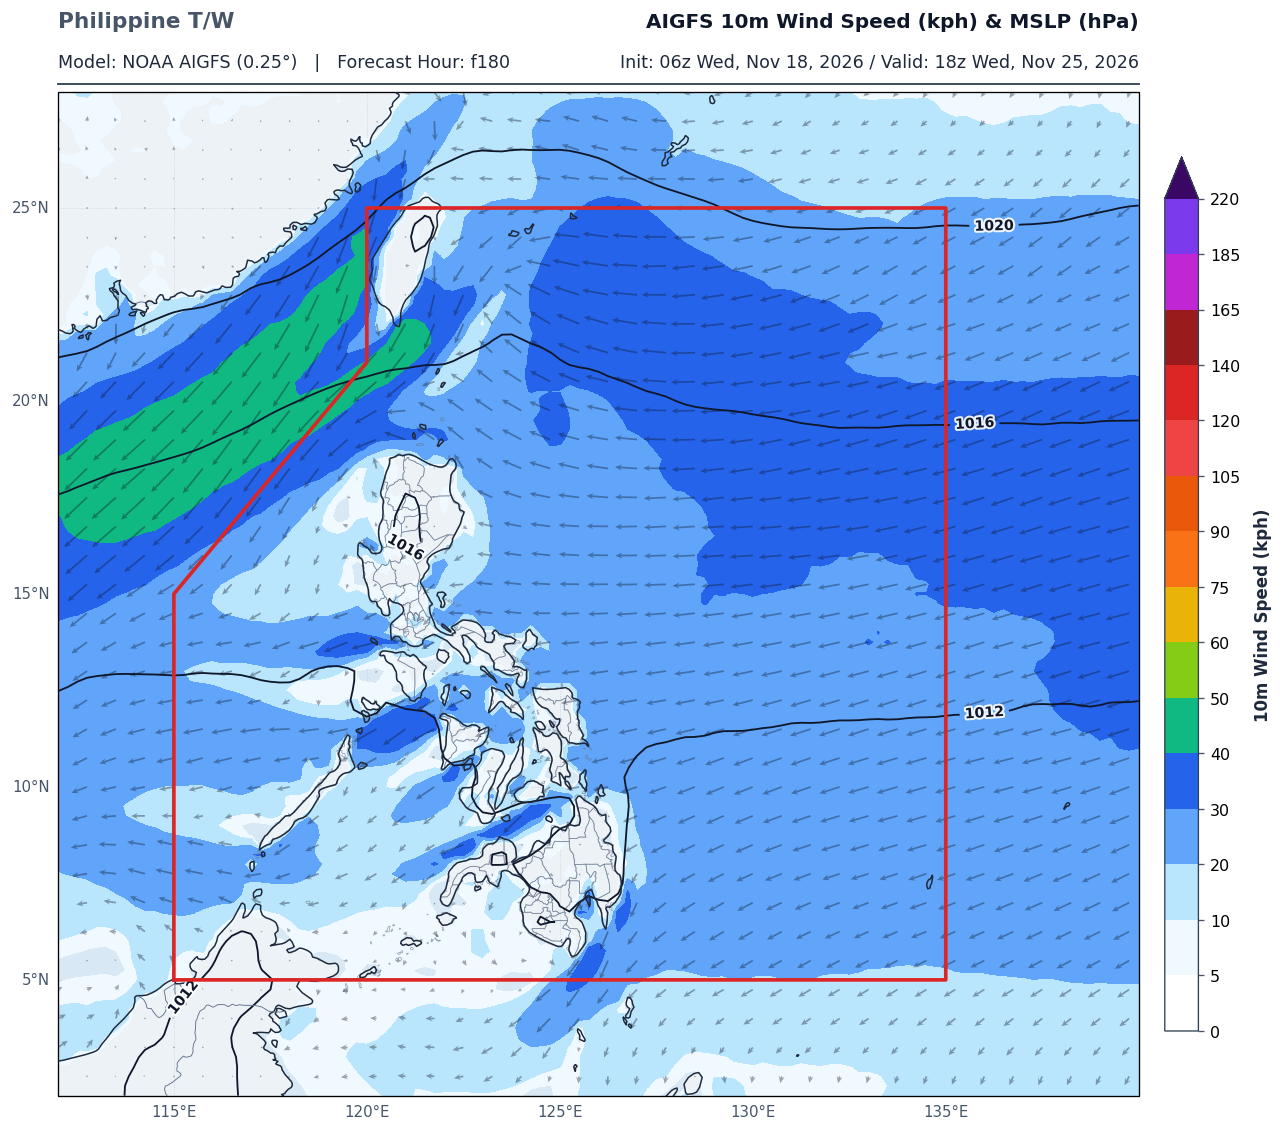 Philippine T/W
AIGFS 10m Wind Speed (kph) & MSLP (hPa)
Model: NOAA AIGFS (0.25°) | Forecast Hour: f180
Init: 06z Wed, Nov 18, 2026 / Valid: 18z Wed, Nov 25, 2026
25°N
20°N
15°N
10°N
5°N
115°E
120°E
125°E
130°E
135°E
1020
1016
1016
1012
1012
220
185
165
140
120
105
90
75
60
50
40
30
20
10
5
0
10m Wind Speed (kph)